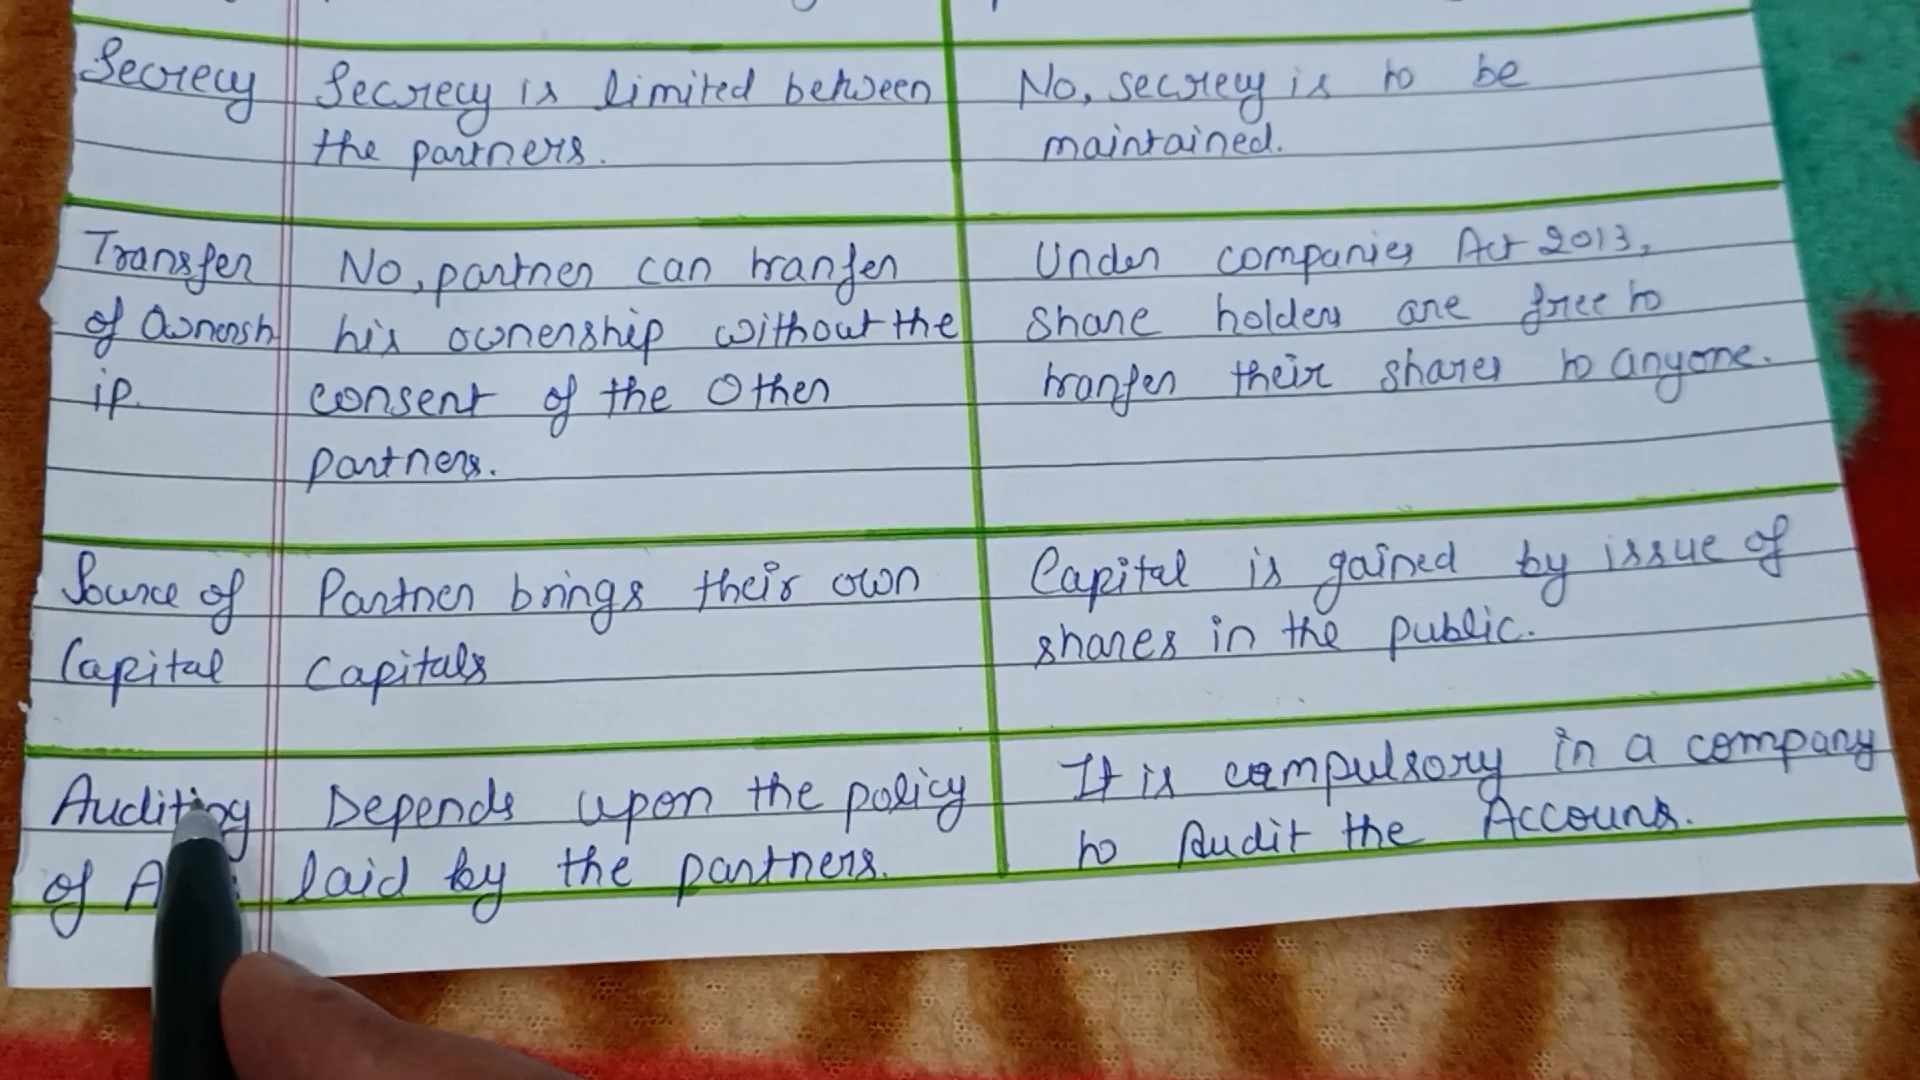 Secrecy
Secrecy is limited between
the partners.
No, secrecy is to be
maintained.
Transfer
of Ownersh
ip.
No, partner can tranfer
his ownership without the
consent of the Other
partners.
Under companies Act 2013,
share holders are free to
tranfer their shares to anyone.
Source of
Capital
Partner brings their own
Capitals
Capital is gained by issue of
shares in the public.
Auditing
of
Depends upon the policy
laid by the partners.
It is compulsory in a company
to Audit the Accouns.